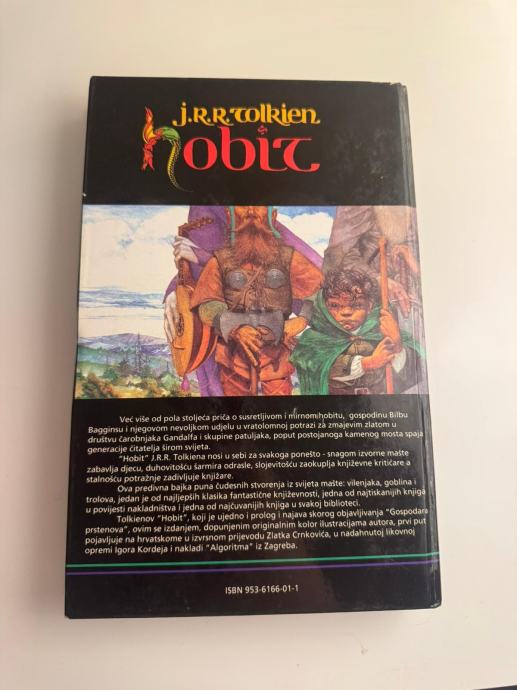 j.R.R.Tolkien
hobit
Već više od pola stoljeća priča o susretljivom i mirnom hobitu, gospodinu Bilbu
Bagginsu i njegovom nevoljkom udjelu u vratolomnoj potrazi za zmajevim zlatom u
društvu čarobnjaka Gandalfa i skupine patuljaka, poput postojanoga kamenog mosta spaja
generacije čitatelja širom svijeta.
"Hobit" J.R.R. Tolkiena nosi u sebi za svakoga ponešto - snagom izvorne mašte
zabavlja djecu, duhovitošću šarmira odrasle, slojevitošću zaokuplja književne kritičare a
stalnošću potražnje zadivljuje knjižare.
Ova predivna bajka puna čudesnih stvorenja iz svijeta mašte: vilenjaka, goblina i
trolova, jedan je od najljepših klasika fantastične književnosti, jedna od najtiskanijih knjiga
u povijesti nakladništva i jedna od najčuvanijih knjiga u svakoj biblioteci.
Tolkienov "Hobit", koji je ujedno i prolog i najava skorog objavljivanja "Gospodara
prstenova", ovim se izdanjem, dopunjenim originalnim kolor ilustracijama autora, prvi put
pojavljuje na hrvatskome u izvrsnom prijevodu Zlatka Crnkovića, u nadahnutoj likovnoj
opremi Igora Kordeja i nakladi "Algoritma" iz Zagreba.
ISBN 953-6166-01-1